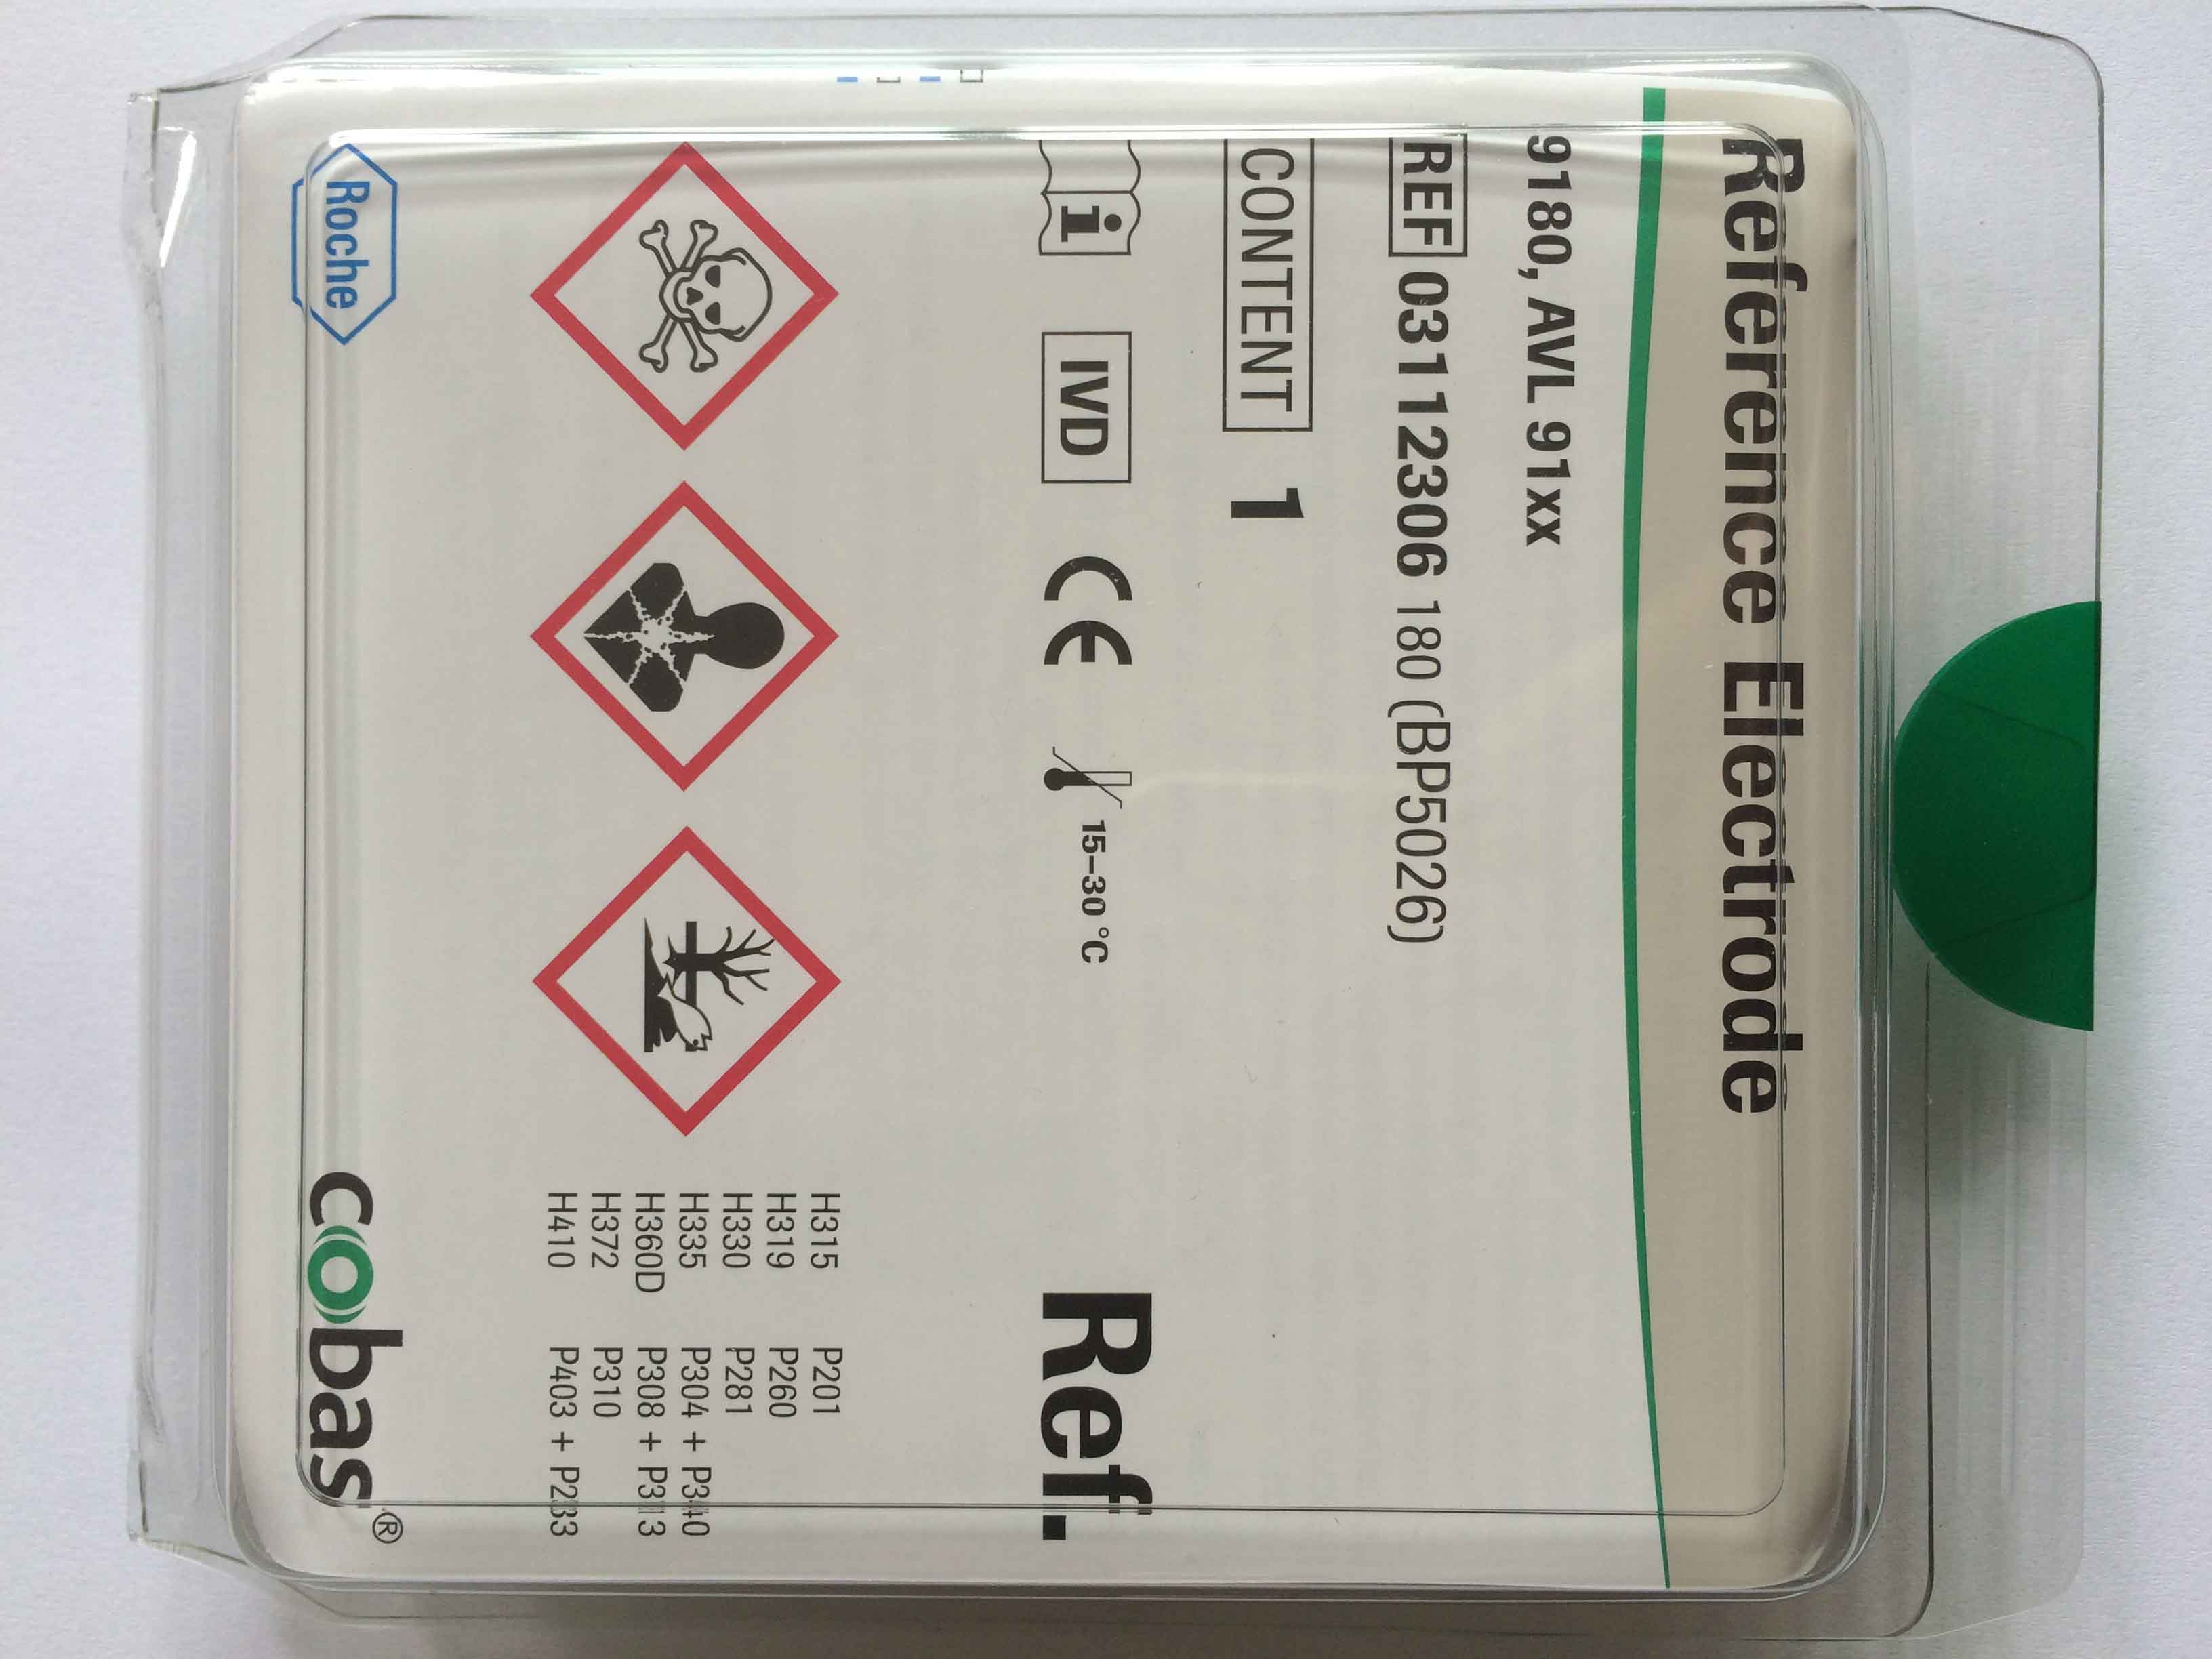 Reference Electrode
9180, AVL 91xx
REF 03112306 180 (BP5026)
CONTENT 1
i IVD CE 15–30 °C Ref.
H315 P201
H319 P260
H330 P281
H335 P304 + P340
H360D P308 + P313
H372 P310
H410 P403 + P233
Roche cobas®